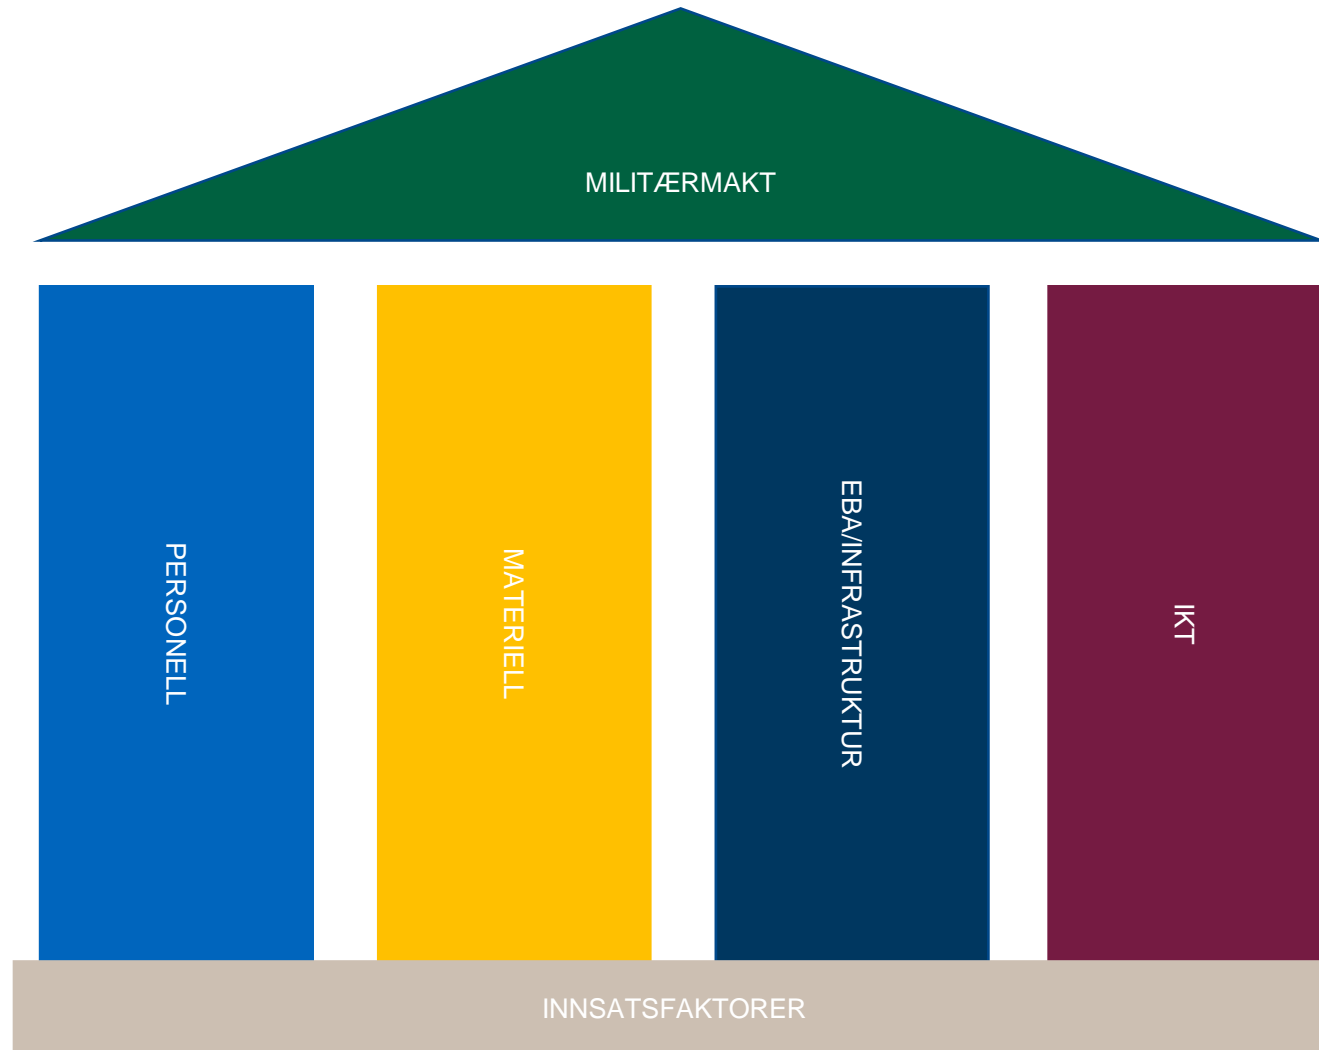 MILITÆRMAKT
PERSONELL
MATERIELL
EBA/INFRASTRUKTUR
IKT
INNSATSFAKTORER